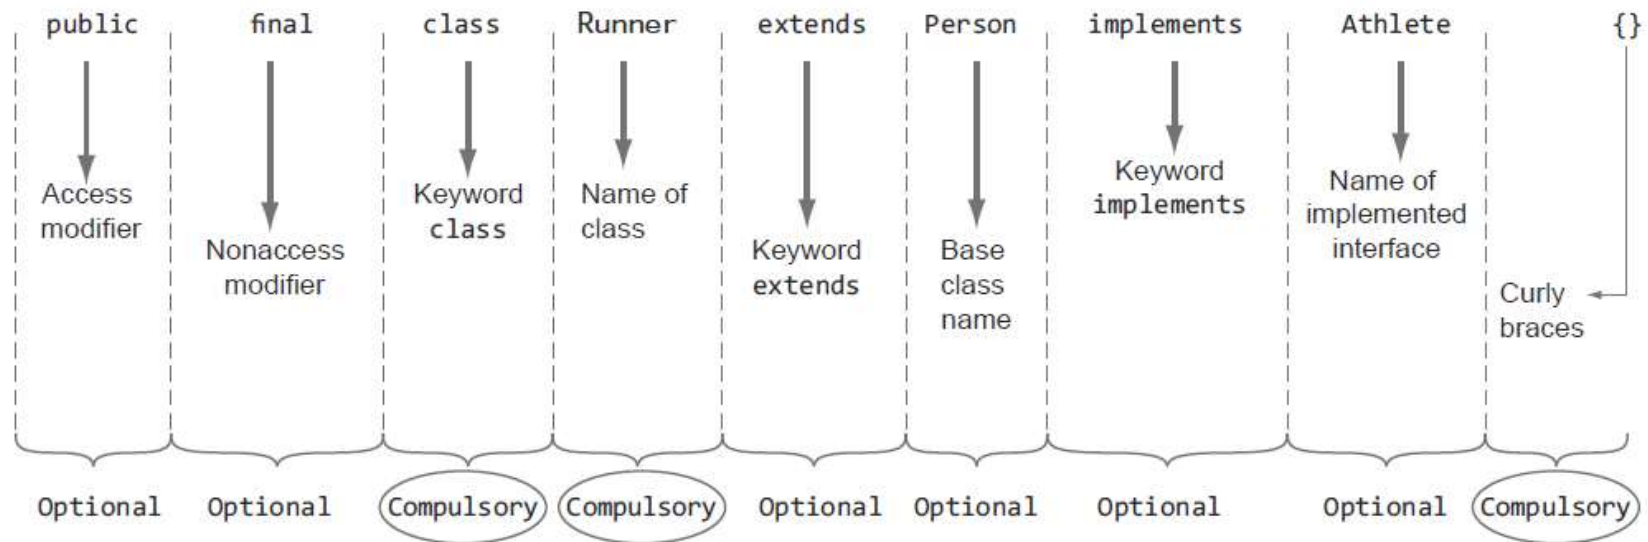 public final class Runner extends Person implements Athlete {}
Access
modifier
Nonaccess
modifier
Keyword
class
Name of
class
Keyword
extends
Base
class
name
Keyword
implements
Name of
implemented
interface
Curly
braces
Optional Optional Compulsory Compulsory Optional Optional Optional Optional Compulsory